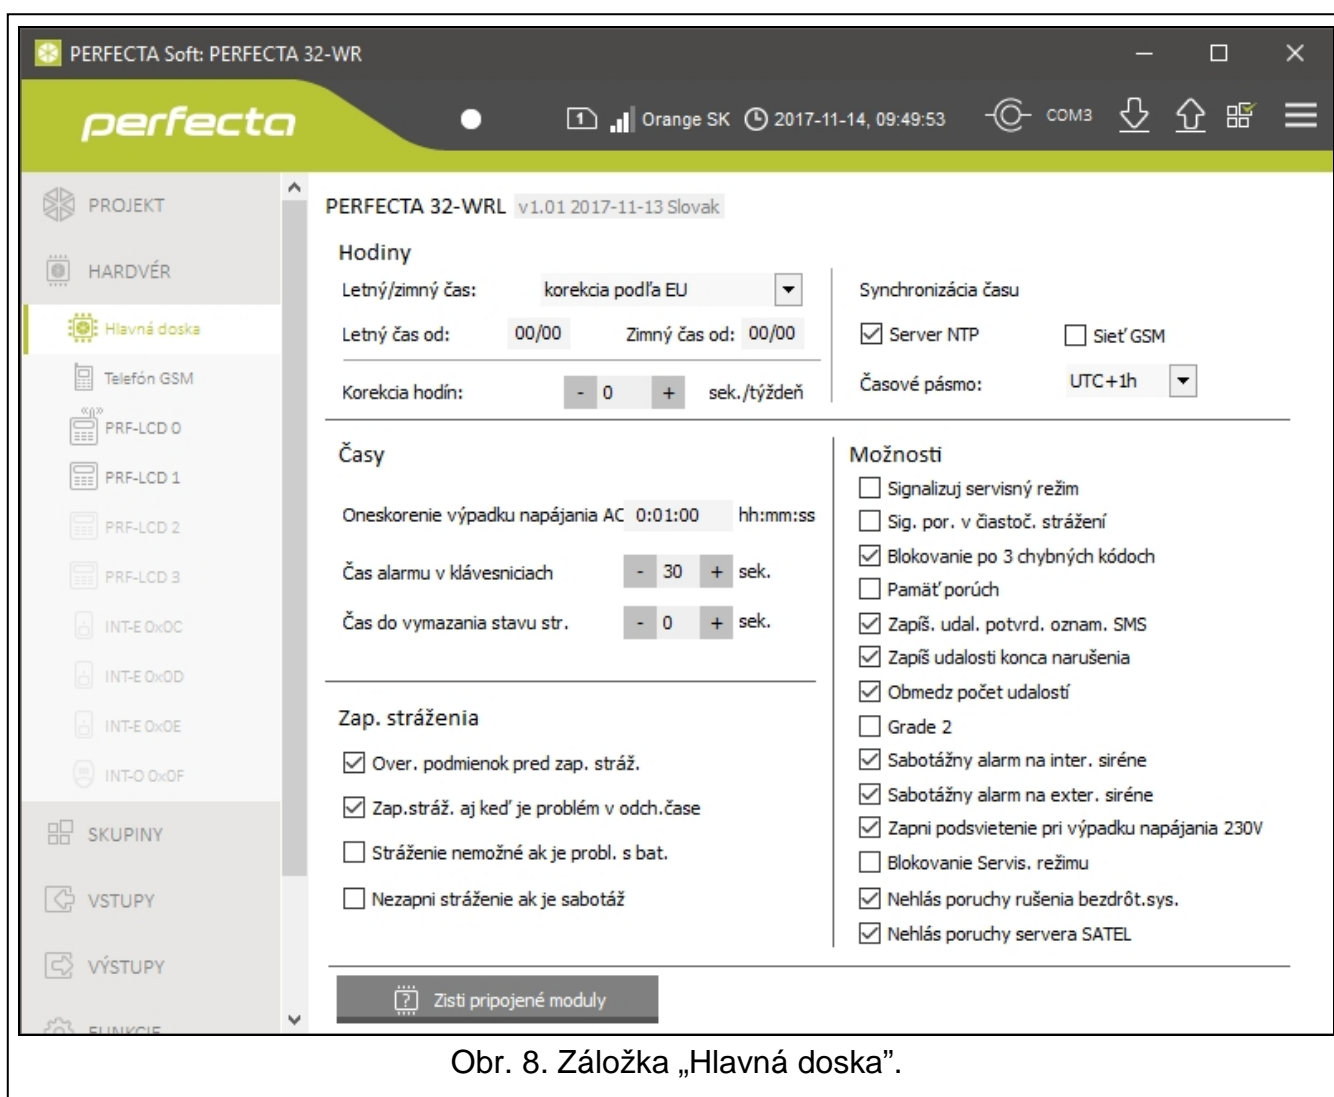 PERFECTA Soft: PERFECTA 32-WR
perfecta
1 Orange SK 2017-11-14, 09:49:53 COM3
PROJEKT
HARDVÉR
Hlavná doska
Telefón GSM
PRF-LCD 0
PRF-LCD 1
PRF-LCD 2
PRF-LCD 3
INT-E 0x0C
INT-E 0x0D
INT-E 0x0E
INT-O 0x0F
SKUPINY
VSTUPY
VÝSTUPY
FUNKCIE
PERFECTA 32-WRL v1.01 2017-11-13 Slovak
Hodiny
Letný/zimný čas: korekcia podľa EU
Letný čas od: 00/00 Zimný čas od: 00/00
Korekcia hodín: - 0 + sek./týždeň
Synchronizácia času
Server NTP Sieť GSM
Časové pásmo: UTC+1h
Časy
Oneskorenie výpadku napájania AC 0:01:00 hh:mm:ss
Čas alarmu v klávesniciach - 30 + sek.
Čas do vymazania stavu str. - 0 + sek.
Zap. stráženia
Over. podmienok pred zap. stráž.
Zap.stráž. aj keď je problém v odch.čase
Stráženie nemožné ak je probl. s bat.
Nezapni stráženie ak je sabotáž
Možnosti
Signalizuj servisný režim
Sig. por. v čiastoč. strážení
Blokovanie po 3 chybných kódoch
Pamäť porúch
Zapíš. udal. potvrd. oznam. SMS
Zapíš udalosti konca narušenia
Obmedz počet udalostí
Grade 2
Sabotážny alarm na inter. siréne
Sabotážny alarm na exter. siréne
Zapni podsvietenie pri výpadku napájania 230V
Blokovanie Servis. režimu
Nehlás poruchy rušenia bezdrôt.sys.
Nehlás poruchy servera SATEL
? Zisti pripojené moduly
Obr. 8. Záložka „Hlavná doska”.